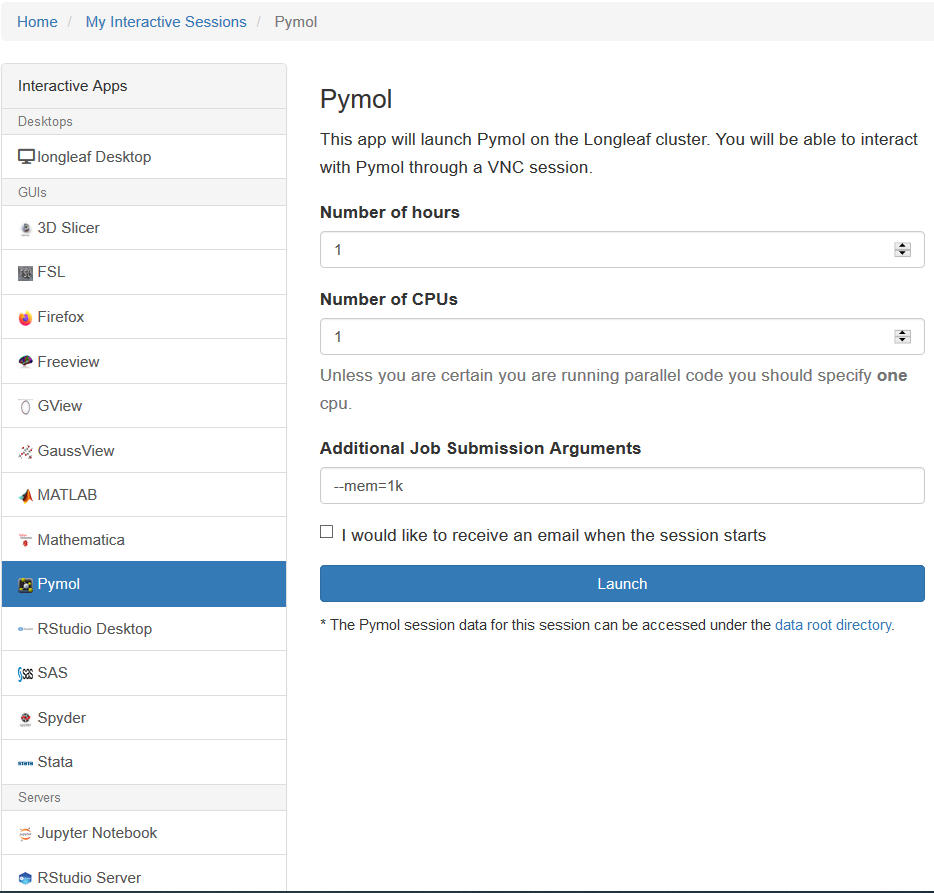 Home / My Interactive Sessions / Pymol
Interactive Apps
Desktops
longleaf Desktop
GUIs
3D Slicer
FSL
Firefox
Freeview
GView
GaussView
MATLAB
Mathematica
Pymol
RStudio Desktop
SAS
Spyder
Stata
Servers
Jupyter Notebook
RStudio Server
Pymol
This app will launch Pymol on the Longleaf cluster. You will be able to interact
with Pymol through a VNC session.
Number of hours
1
Number of CPUs
1
Unless you are certain you are running parallel code you should specify one
cpu.
Additional Job Submission Arguments
--mem=1k
I would like to receive an email when the session starts
Launch
* The Pymol session data for this session can be accessed under the data root directory.